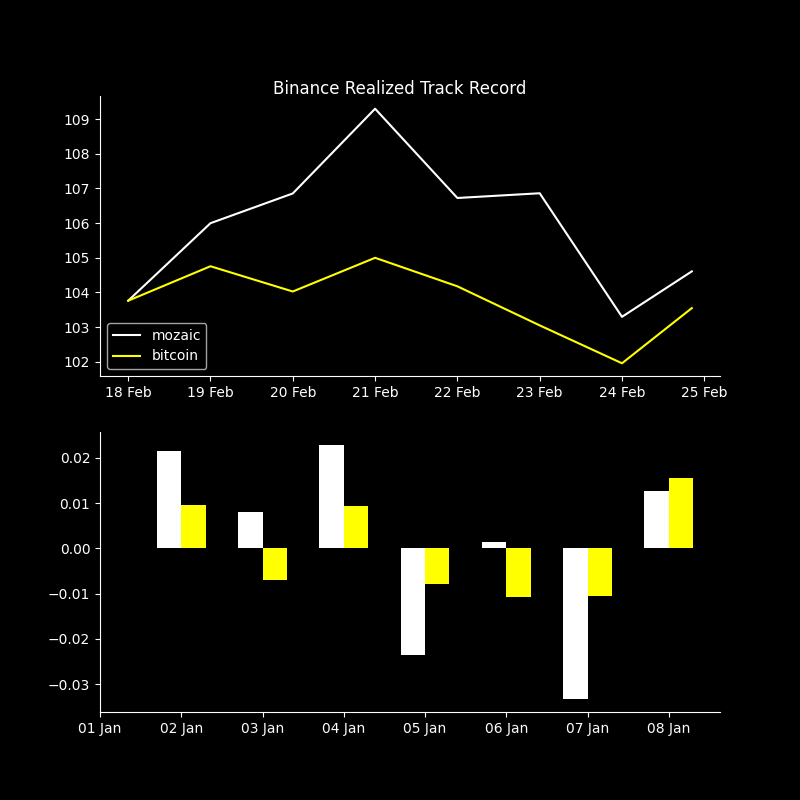 Binance Realized Track Record
109
108
107
106
105
104
103
102
mozaic
bitcoin
18 Feb 19 Feb 20 Feb 21 Feb 22 Feb 23 Feb 24 Feb 25 Feb
0.02
0.01
0.00
−0.01
−0.02
−0.03
01 Jan 02 Jan 03 Jan 04 Jan 05 Jan 06 Jan 07 Jan 08 Jan